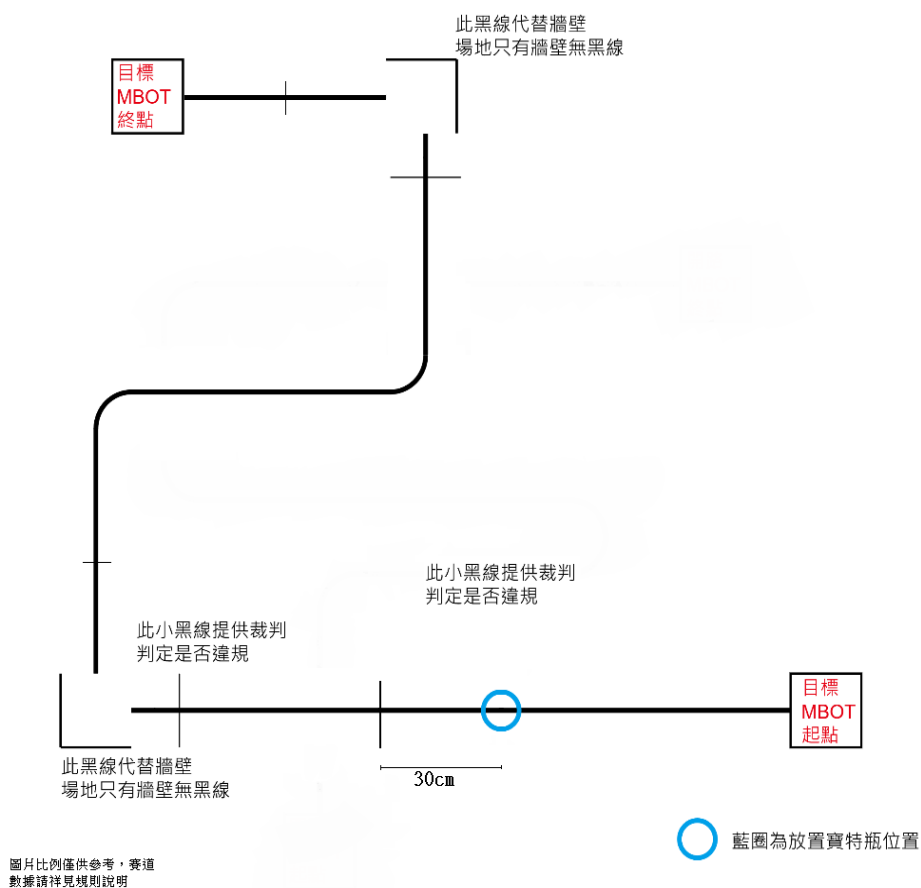 此黑線代替牆壁
場地只有牆壁無黑線
目標
MBOT
終點
此小黑線提供裁判
判定是否違規
此小黑線提供裁判
判定是否違規
目標
MBOT
起點
此黑線代替牆壁
場地只有牆壁無黑線
30cm
藍圈為放置寶特瓶位置
圖片比例僅供參考，賽道
數據請祥見規則說明